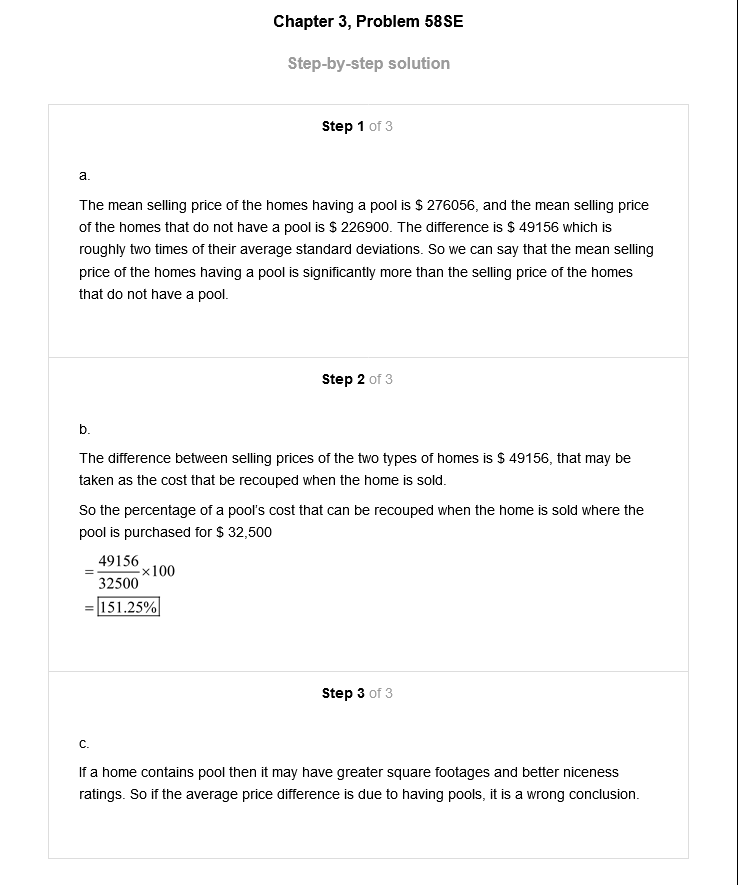 Chapter 3, Problem 58SE
Step-by-step solution
Step 1 of 3
a.
The mean selling price of the homes having a pool is $ 276056, and the mean selling price
of the homes that do not have a pool is $ 226900. The difference is $ 49156 which is
roughly two times of their average standard deviations. So we can say that the mean selling
price of the homes having a pool is significantly more than the selling price of the homes
that do not have a pool.
Step 2 of 3
b.
The difference between selling prices of the two types of homes is $ 49156, that may be
taken as the cost that be recouped when the home is sold.
So the percentage of a pool's cost that can be recouped when the home is sold where the
pool is purchased for $ 32,500
= 49156
32500 ×100
= 151.25%
Step 3 of 3
c.
If a home contains pool then it may have greater square footages and better niceness
ratings. So if the average price difference is due to having pools, it is a wrong conclusion.